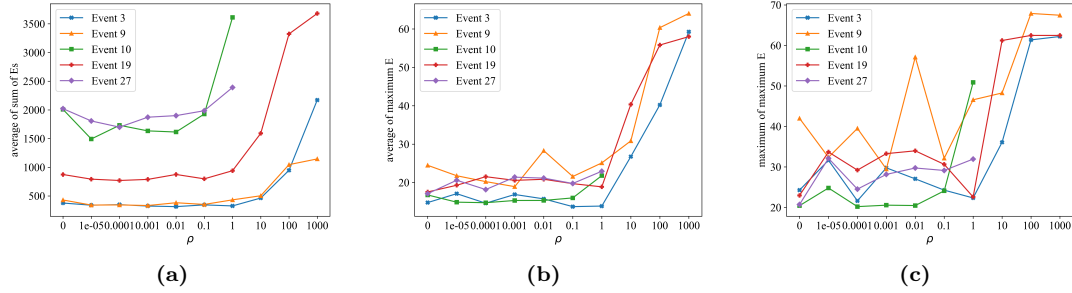 average of sum of Es
3500
3000
2500
2000
1500
1000
500
Event 3
Event 9
Event 10
Event 19
Event 27
0 1e-05 0.0001 0.001 0.01 0.1 1 10 100 1000
ρ
(a)
average of maximum E
60
50
40
30
20
Event 3
Event 9
Event 10
Event 19
Event 27
0 1e-05 0.0001 0.001 0.01 0.1 1 10 100 1000
ρ
(b)
maximum of maximum E
70
60
50
40
30
20
Event 3
Event 9
Event 10
Event 19
Event 27
0 1e-05 0.0001 0.001 0.01 0.1 1 10 100 1000
ρ
(c)